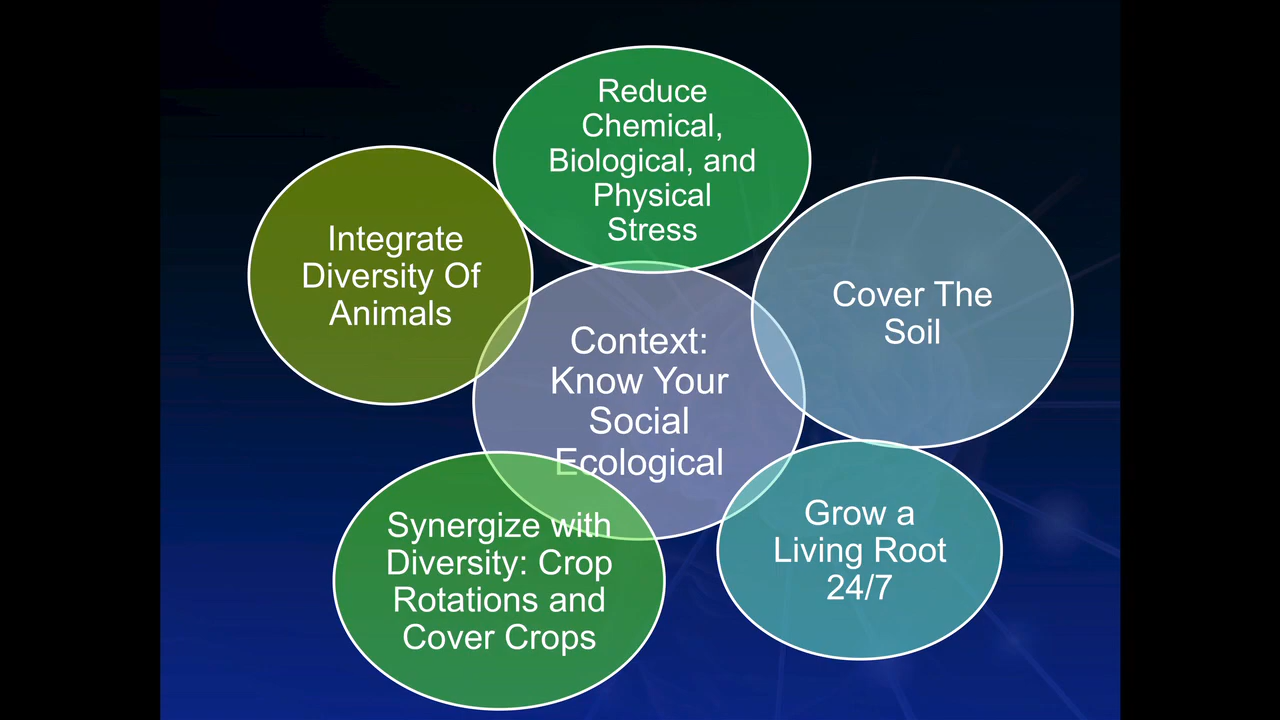 Reduce
Chemical,
Biological, and
Physical
Stress
Integrate
Diversity Of
Animals
Cover The
Soil
Context:
Know Your
Social
Ecological
Synergize with
Diversity: Crop
Rotations and
Cover Crops
Grow a
Living Root
24/7